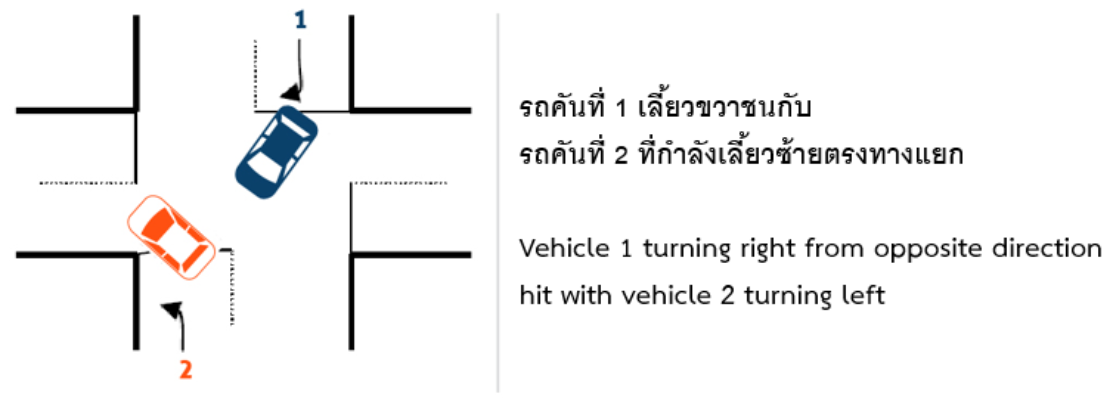 1
2
รถคันที่ 1 เลี้ยวขวาชนกับ
รถคันที่ 2 ที่กำลังเลี้ยวซ้ายตรงทางแยก
Vehicle 1 turning right from opposite direction
hit with vehicle 2 turning left